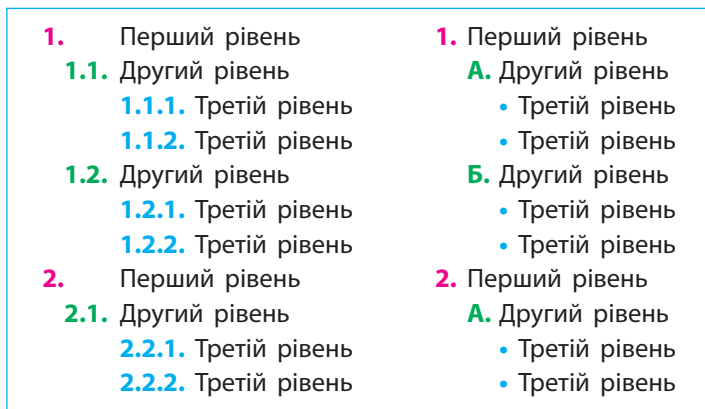 1. Перший рівень
1.1. Другий рівень
1.1.1. Третій рівень
1.1.2. Третій рівень
1.2. Другий рівень
1.2.1. Третій рівень
1.2.2. Третій рівень
2. Перший рівень
2.1. Другий рівень
2.2.1. Третій рівень
2.2.2. Третій рівень
1. Перший рівень
А. Другий рівень
• Третій рівень
• Третій рівень
Б. Другий рівень
• Третій рівень
• Третій рівень
2. Перший рівень
А. Другий рівень
• Третій рівень
• Третій рівень